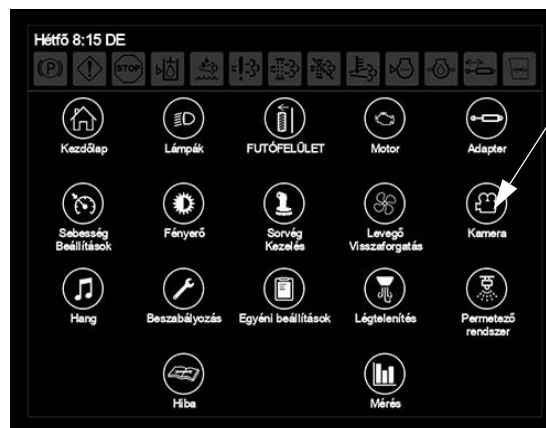 Hétfő 8:15 DE
P STOP
Kezdőlap Lámpák FUTÓFELÜLET Motor Adapter
Sebesség Fényerő Sorvég Levegő Kamera
Beállítások Kezelés Visszaforgatás
Hang Beszabályozás Egyéni beállítások Légtelenítés Permetező
rendszer
Hiba Mérés